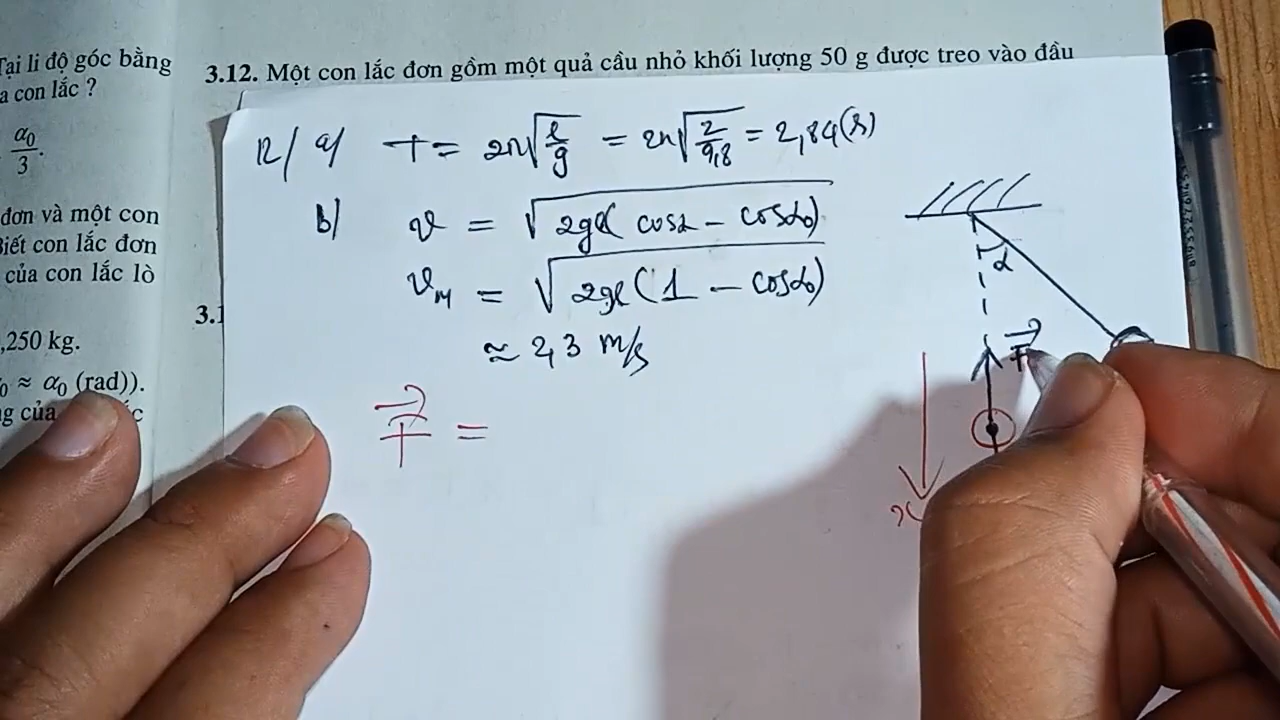 Tại li độ góc bằng
a con lắc ?
α₀/3.
đơn và một con
Biết con lắc đơn
của con lắc lò
,250 kg.
₀ ≈ α₀ (rad)).
g của
c
3.12. Một con lắc đơn gồm một quả cầu nhỏ khối lượng 50 g được treo vào đầu
12/ a/ T = 2π√(l/g) = 2π√(2/9,8) = 2,84(s)
b/ v = √(2gl(cosα - cosα₀))
v_M = √(2gl(1 - cosα₀))
3.1
≈ 2,3 m/s
T⃗ =
α
x